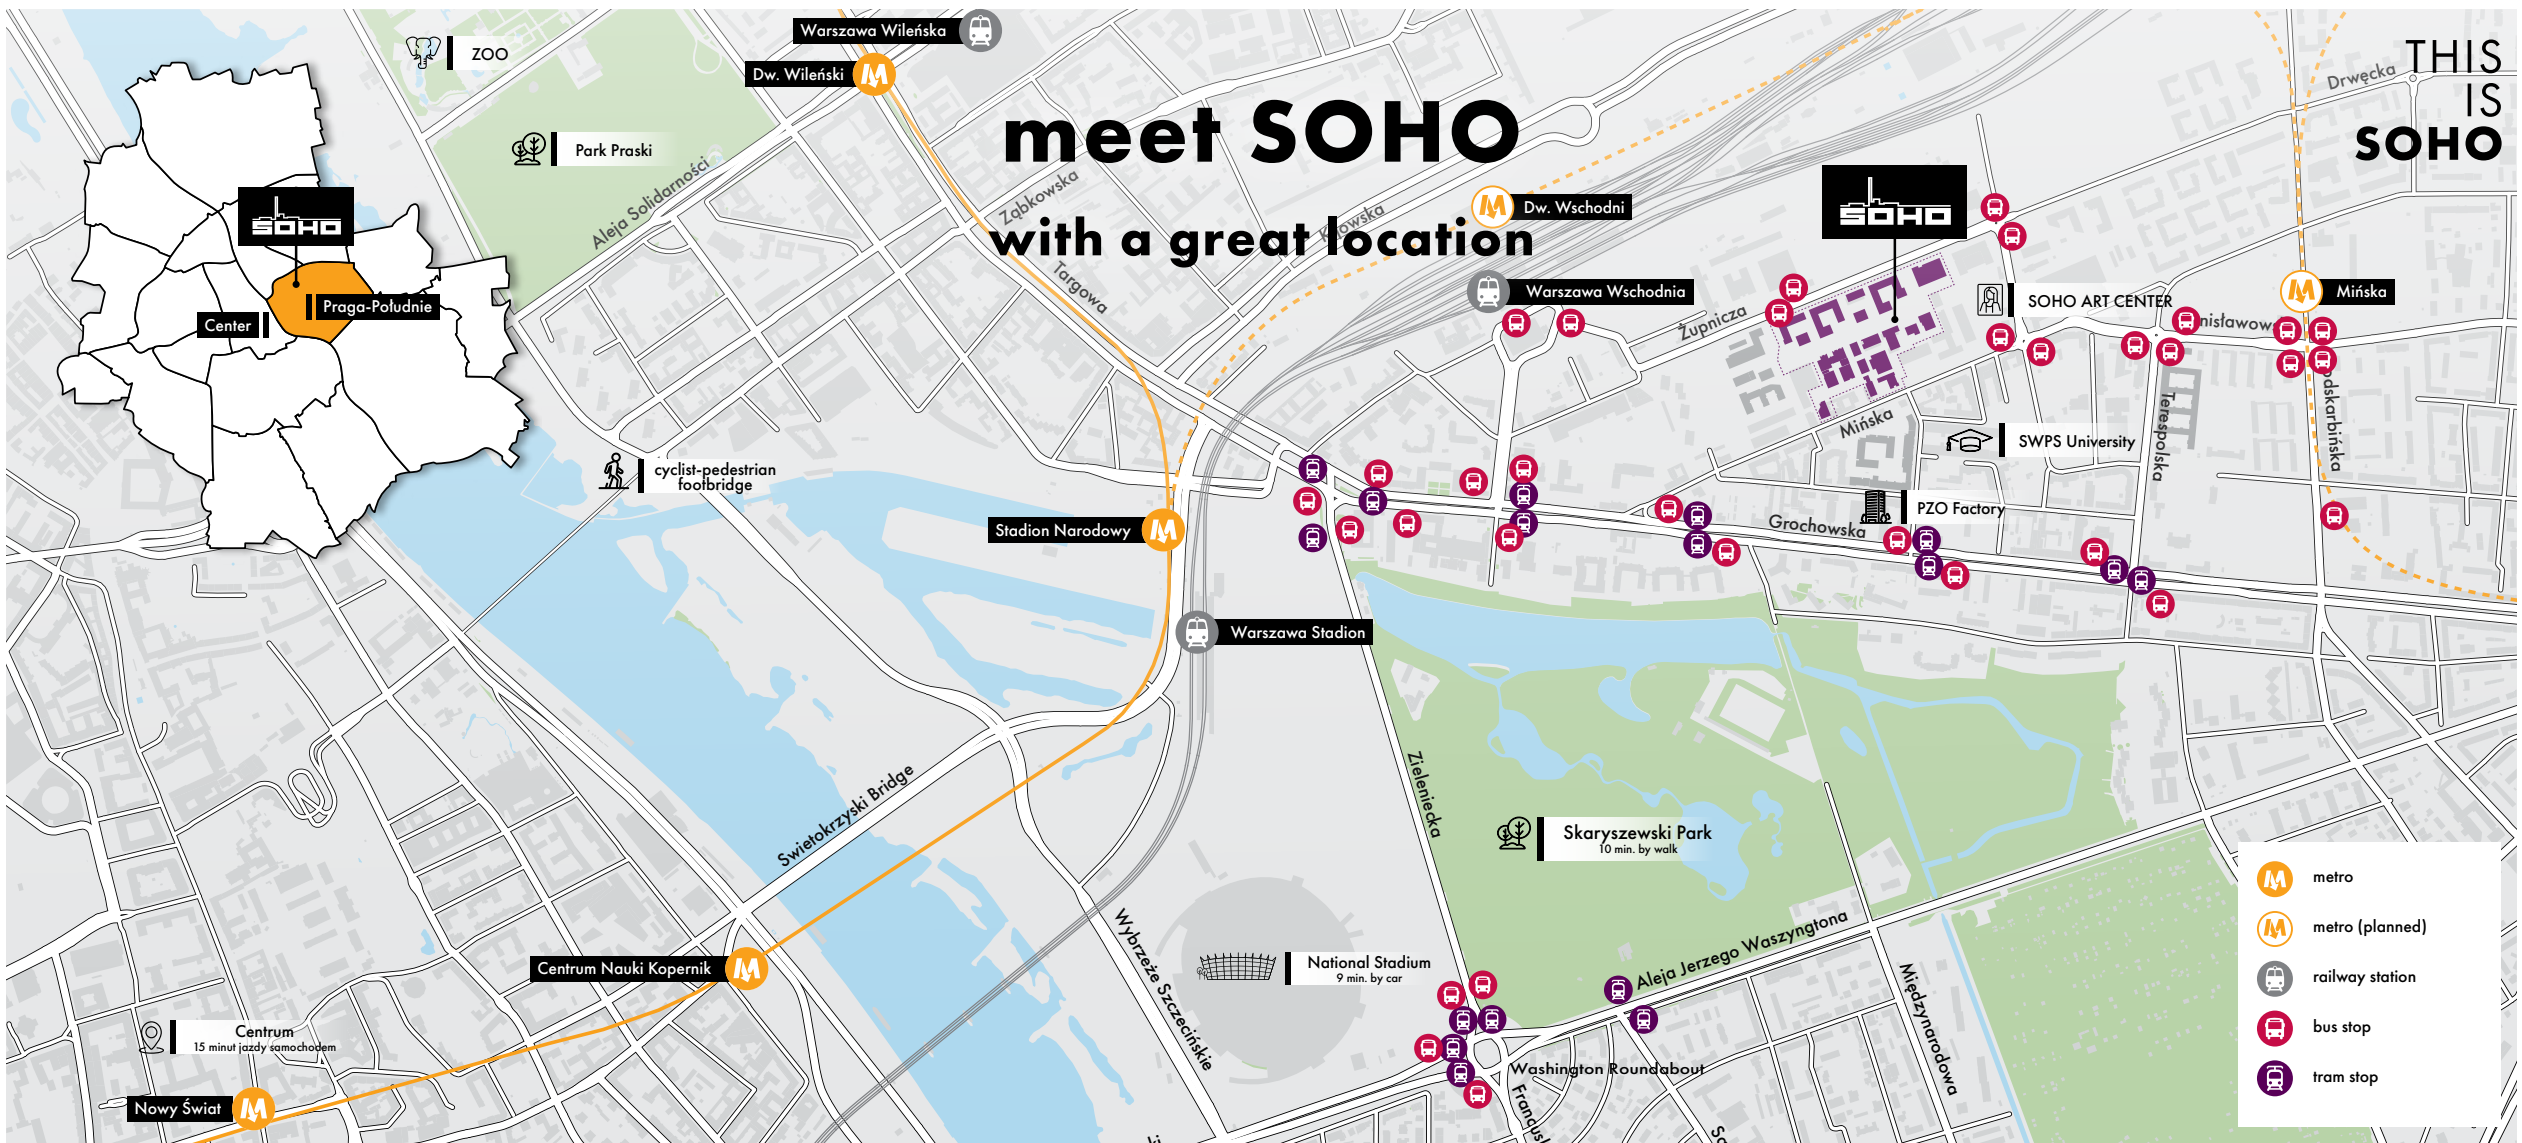 Warszawa Wileńska
ZOO
Dw. Wileński
THIS
IS
SOHO
Drwęcka
meet SOHO
with a great location
Park Praski
Aleja Solidarności
Ząbkowska
Targowa
Dw. Wschodni
SOHO
SOHO
Praga-Południe
Center
Warszawa Wschodnia
Żupnicza
SOHO ART CENTER
Mińska
Mińska
SWPS University
Terespolska
cyclist-pedestrian
footbridge
Stadion Narodowy
Grochowska
PZO Factory
Warszawa Stadion
Zieleniecka
Swietokrzyski Bridge
Skaryszewski Park
10 min. by walk
Centrum Nauki Kopernik
Wybrzeże Szczecińskie
National Stadium
9 min. by car
Aleja Jerzego Waszyngtona
Międzynarodowa
Centrum
15 minut jazdy samochodem
Nowy Świat
Washington Roundabout
metro
metro (planned)
railway station
bus stop
tram stop